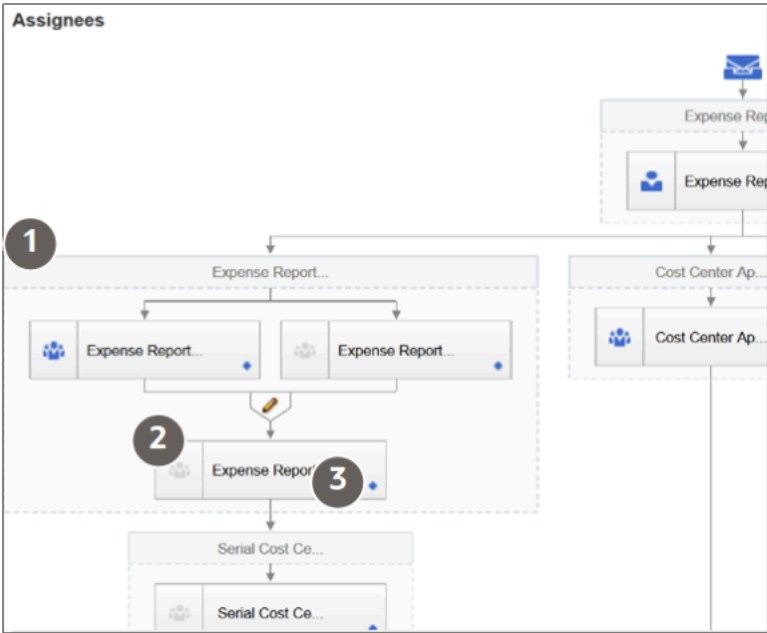 Assignees
Expense Rep
Expense Rep
1
Expense Report...
Cost Center Ap...
Expense Report...
Expense Report...
Cost Center Ap...
2
Expense Repor
3
Serial Cost Ce...
Serial Cost Ce...